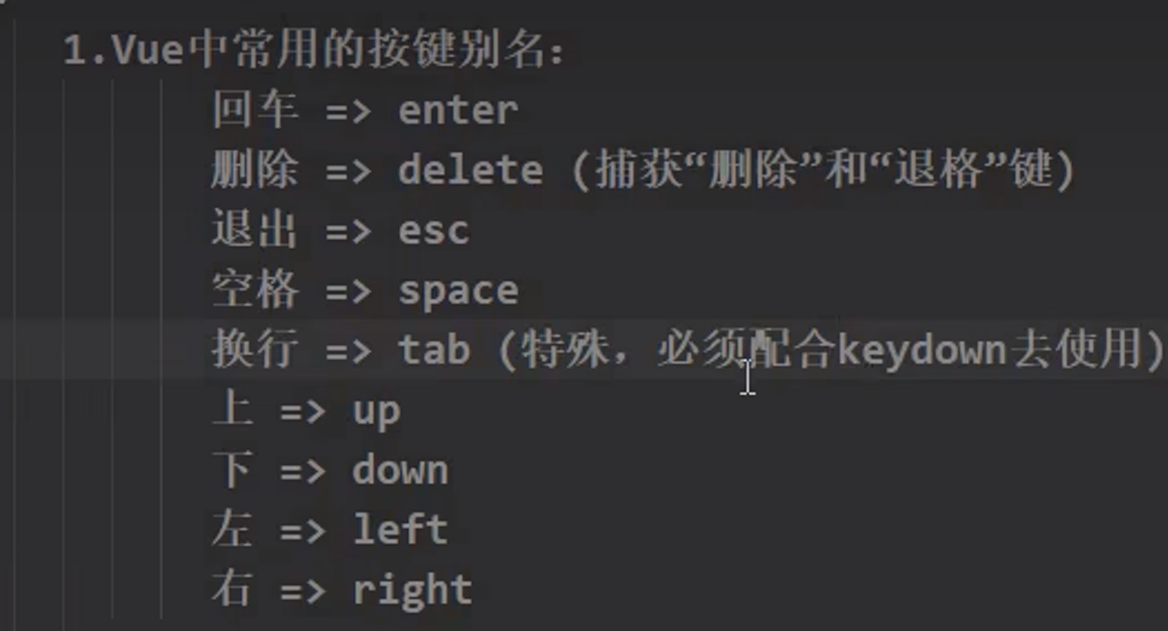 1.Vue中常用的按键别名：
回车 => enter
删除 => delete (捕获“删除”和“退格”键)
退出 => esc
空格 => space
换行 => tab (特殊，必须配合keydown去使用)
上 => up
下 => down
左 => left
右 => right